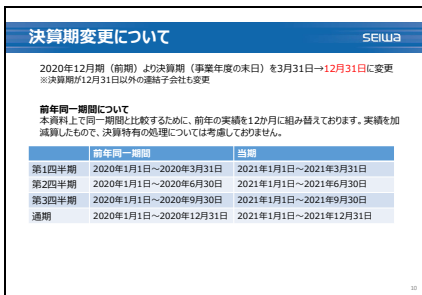 決算期変更について
SEIWA
2020年12月期（前期）より決算期（事業年度の末日）を3月31日→12月31日に変更
※決算期が12月31日以外の連結子会社も変更
前年同一期間について
本資料上で同一期間と比較するために、前年の実績を12か月に組み替えております。実績を加
減算したもので、決算特有の処理については考慮しておりません。
前年同一期間 当期
第1四半期 2020年1月1日～2020年3月31日 2021年1月1日～2021年3月31日
第2四半期 2020年1月1日～2020年6月30日 2021年1月1日～2021年6月30日
第3四半期 2020年1月1日～2020年9月30日 2021年1月1日～2021年9月30日
通期 2020年1月1日～2020年12月31日 2021年1月1日～2021年12月31日
10